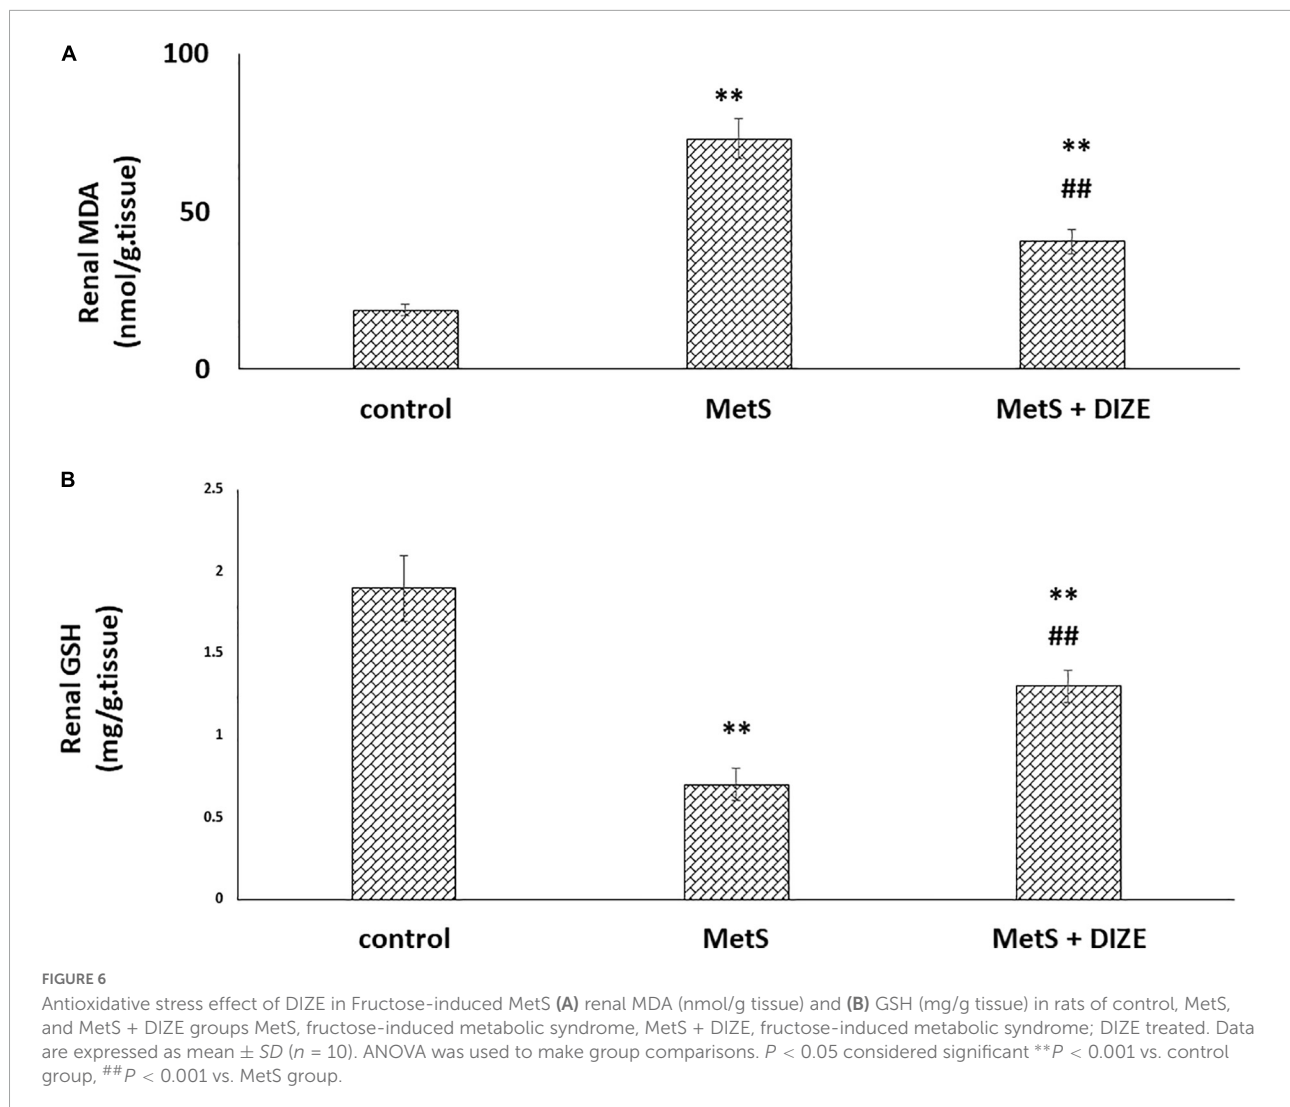 A
100
**
**
##
50
0
Renal MDA
(nmol/g.tissue)
control
MetS
MetS + DIZE
B
2.5
2
**
##
1.5
**
1
0.5
0
Renal GSH
(mg/g.tissue)
control
MetS
MetS + DIZE
FIGURE 6
Antioxidative stress effect of DIZE in Fructose-induced MetS (A) renal MDA (nmol/g tissue) and (B) GSH (mg/g tissue) in rats of control, MetS,
and MetS + DIZE groups MetS, fructose-induced metabolic syndrome, MetS + DIZE, fructose-induced metabolic syndrome; DIZE treated. Data
are expressed as mean ± SD (n = 10). ANOVA was used to make group comparisons. P < 0.05 considered significant **P < 0.001 vs. control
group, ##P < 0.001 vs. MetS group.